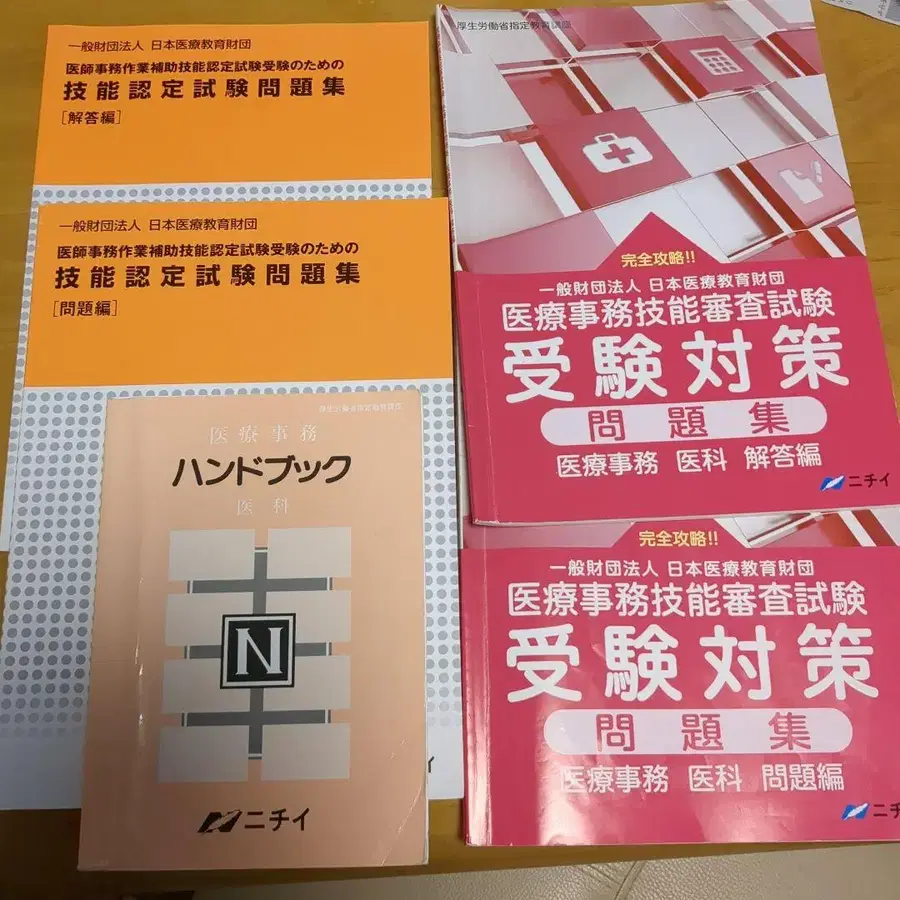 一般財団法人 日本医療教育財団
医師事務作業補助技能認定試験受験のための
技能認定試験問題集
[解答編]
一般財団法人 日本医療教育財団
医師事務作業補助技能認定試験受験のための
技能認定試験問題集
[問題編]
医療事務
ハンドブック
医科
N
ニチイ
厚生労働省指定教育講座
完全攻略!!
一般財団法人 日本医療教育財団
医療事務技能審査試験
受験対策
問題集
医療事務 医科 解答編
ニチイ
完全攻略!!
一般財団法人 日本医療教育財団
医療事務技能審査試験
受験対策
問題集
医療事務 医科 問題編
ニチイ